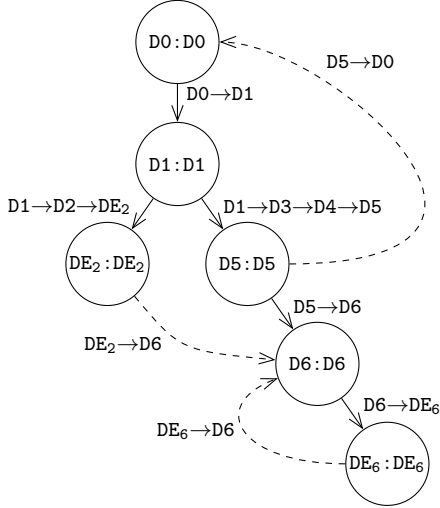 D0:D0
D5→D0
D0→D1
D1:D1
D1→D2→DE₂
D1→D3→D4→D5
DE₂:DE₂
D5:D5
D5→D6
DE₂→D6
D6:D6
D6→DE₆
DE₆→D6
DE₆:DE₆